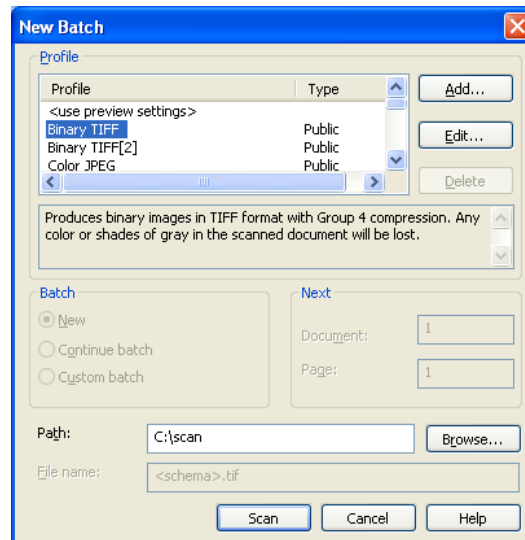 New Batch
Profile
Profile Type
<use preview settings>
Binary TIFF Public
Binary TIFF[2] Public
Color JPEG Public
Add...
Edit...
Delete
Produces binary images in TIFF format with Group 4 compression. Any
color or shades of gray in the scanned document will be lost.
Batch
New
Continue batch
Custom batch
Next
Document: 1
Page: 1
Path: C:\scan Browse...
File name: <schema>.tif
Scan Cancel Help